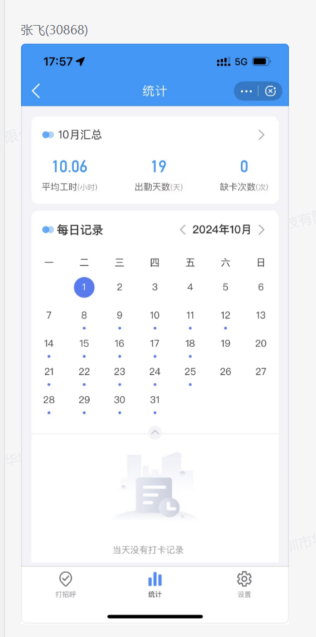 张飞(30868)
17:57 5G
统计
10月汇总
10.06 19 0
平均工时(小时) 出勤天数(天) 缺卡次数(次)
每日记录 2024年10月
一 二 三 四 五 六 日
1 2 3 4 5 6
7 8 9 10 11 12 13
14 15 16 17 18 19 20
21 22 23 24 25 26 27
28 29 30 31
当天没有打卡记录
打招呼 统计 设置